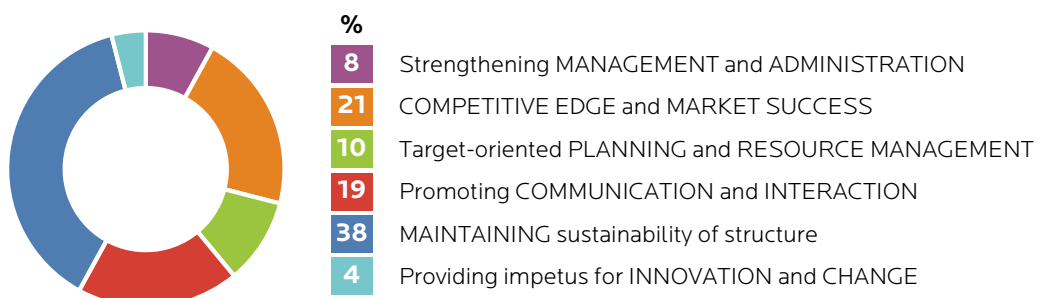 %
8 Strengthening MANAGEMENT and ADMINISTRATION
21 COMPETITIVE EDGE and MARKET SUCCESS
10 Target-oriented PLANNING and RESOURCE MANAGEMENT
19 Promoting COMMUNICATION and INTERACTION
38 MAINTAINING sustainability of structure
4 Providing impetus for INNOVATION and CHANGE